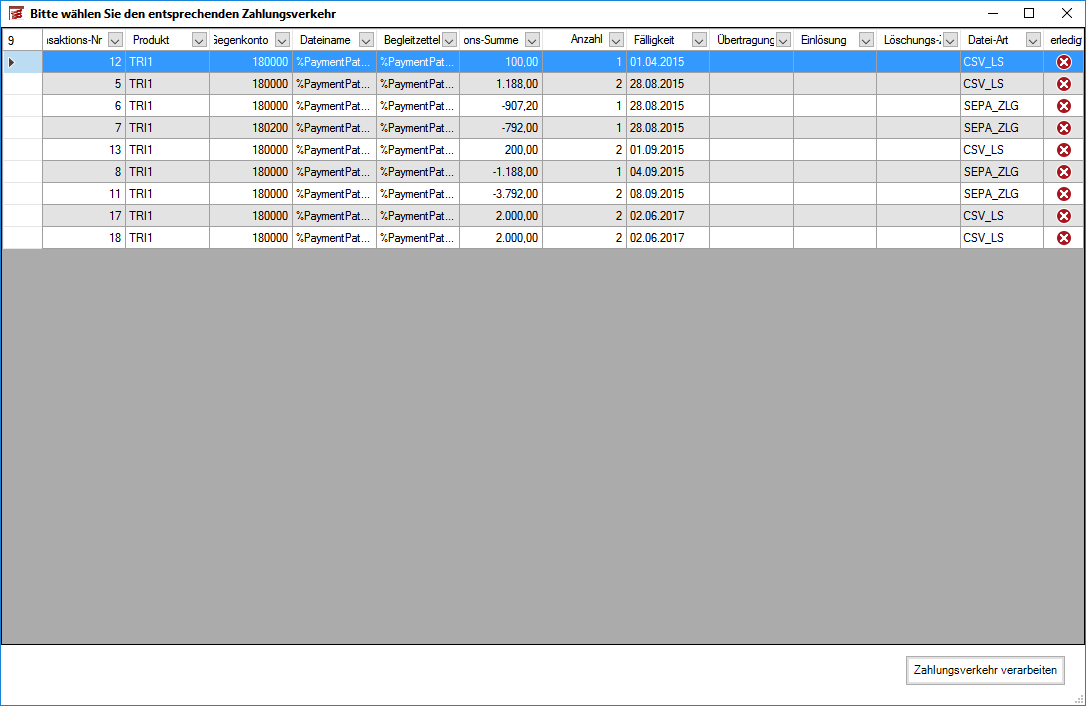 Bitte wählen Sie den entsprechenden Zahlungsverkehr
9 saktions-Nr Produkt Gegenkonto Dateiname Begleitzettel ons-Summe Anzahl Fälligkeit Übertragung Einlösung Löschungs- Datei-Art erledig
12 TRI1 180000 %PaymentPat... %PaymentPat... 100,00 1 01.04.2015 CSV_LS
5 TRI1 180000 %PaymentPat... %PaymentPat... 1.188,00 2 28.08.2015 CSV_LS
6 TRI1 180000 %PaymentPat... %PaymentPat... -907,20 1 28.08.2015 SEPA_ZLG
7 TRI1 180200 %PaymentPat... %PaymentPat... -792,00 1 28.08.2015 SEPA_ZLG
13 TRI1 180000 %PaymentPat... %PaymentPat... 200,00 2 01.09.2015 CSV_LS
8 TRI1 180000 %PaymentPat... %PaymentPat... -1.188,00 1 04.09.2015 SEPA_ZLG
11 TRI1 180000 %PaymentPat... %PaymentPat... -3.792,00 2 08.09.2015 SEPA_ZLG
17 TRI1 180000 %PaymentPat... %PaymentPat... 2.000,00 2 02.06.2017 CSV_LS
18 TRI1 180000 %PaymentPat... %PaymentPat... 2.000,00 2 02.06.2017 CSV_LS
Zahlungsverkehr verarbeiten